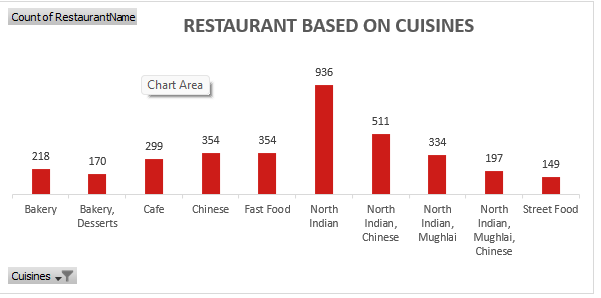 Count of RestaurantName
RESTAURANT BASED ON CUISINES
Chart Area
218
170
299
354
354
936
511
334
197
149
Bakery
Bakery,
Desserts
Cafe
Chinese
Fast Food
North
Indian
North
Indian,
Chinese
North
Indian,
Mughlai
North
Indian,
Mughlai,
Chinese
Street Food
Cuisines